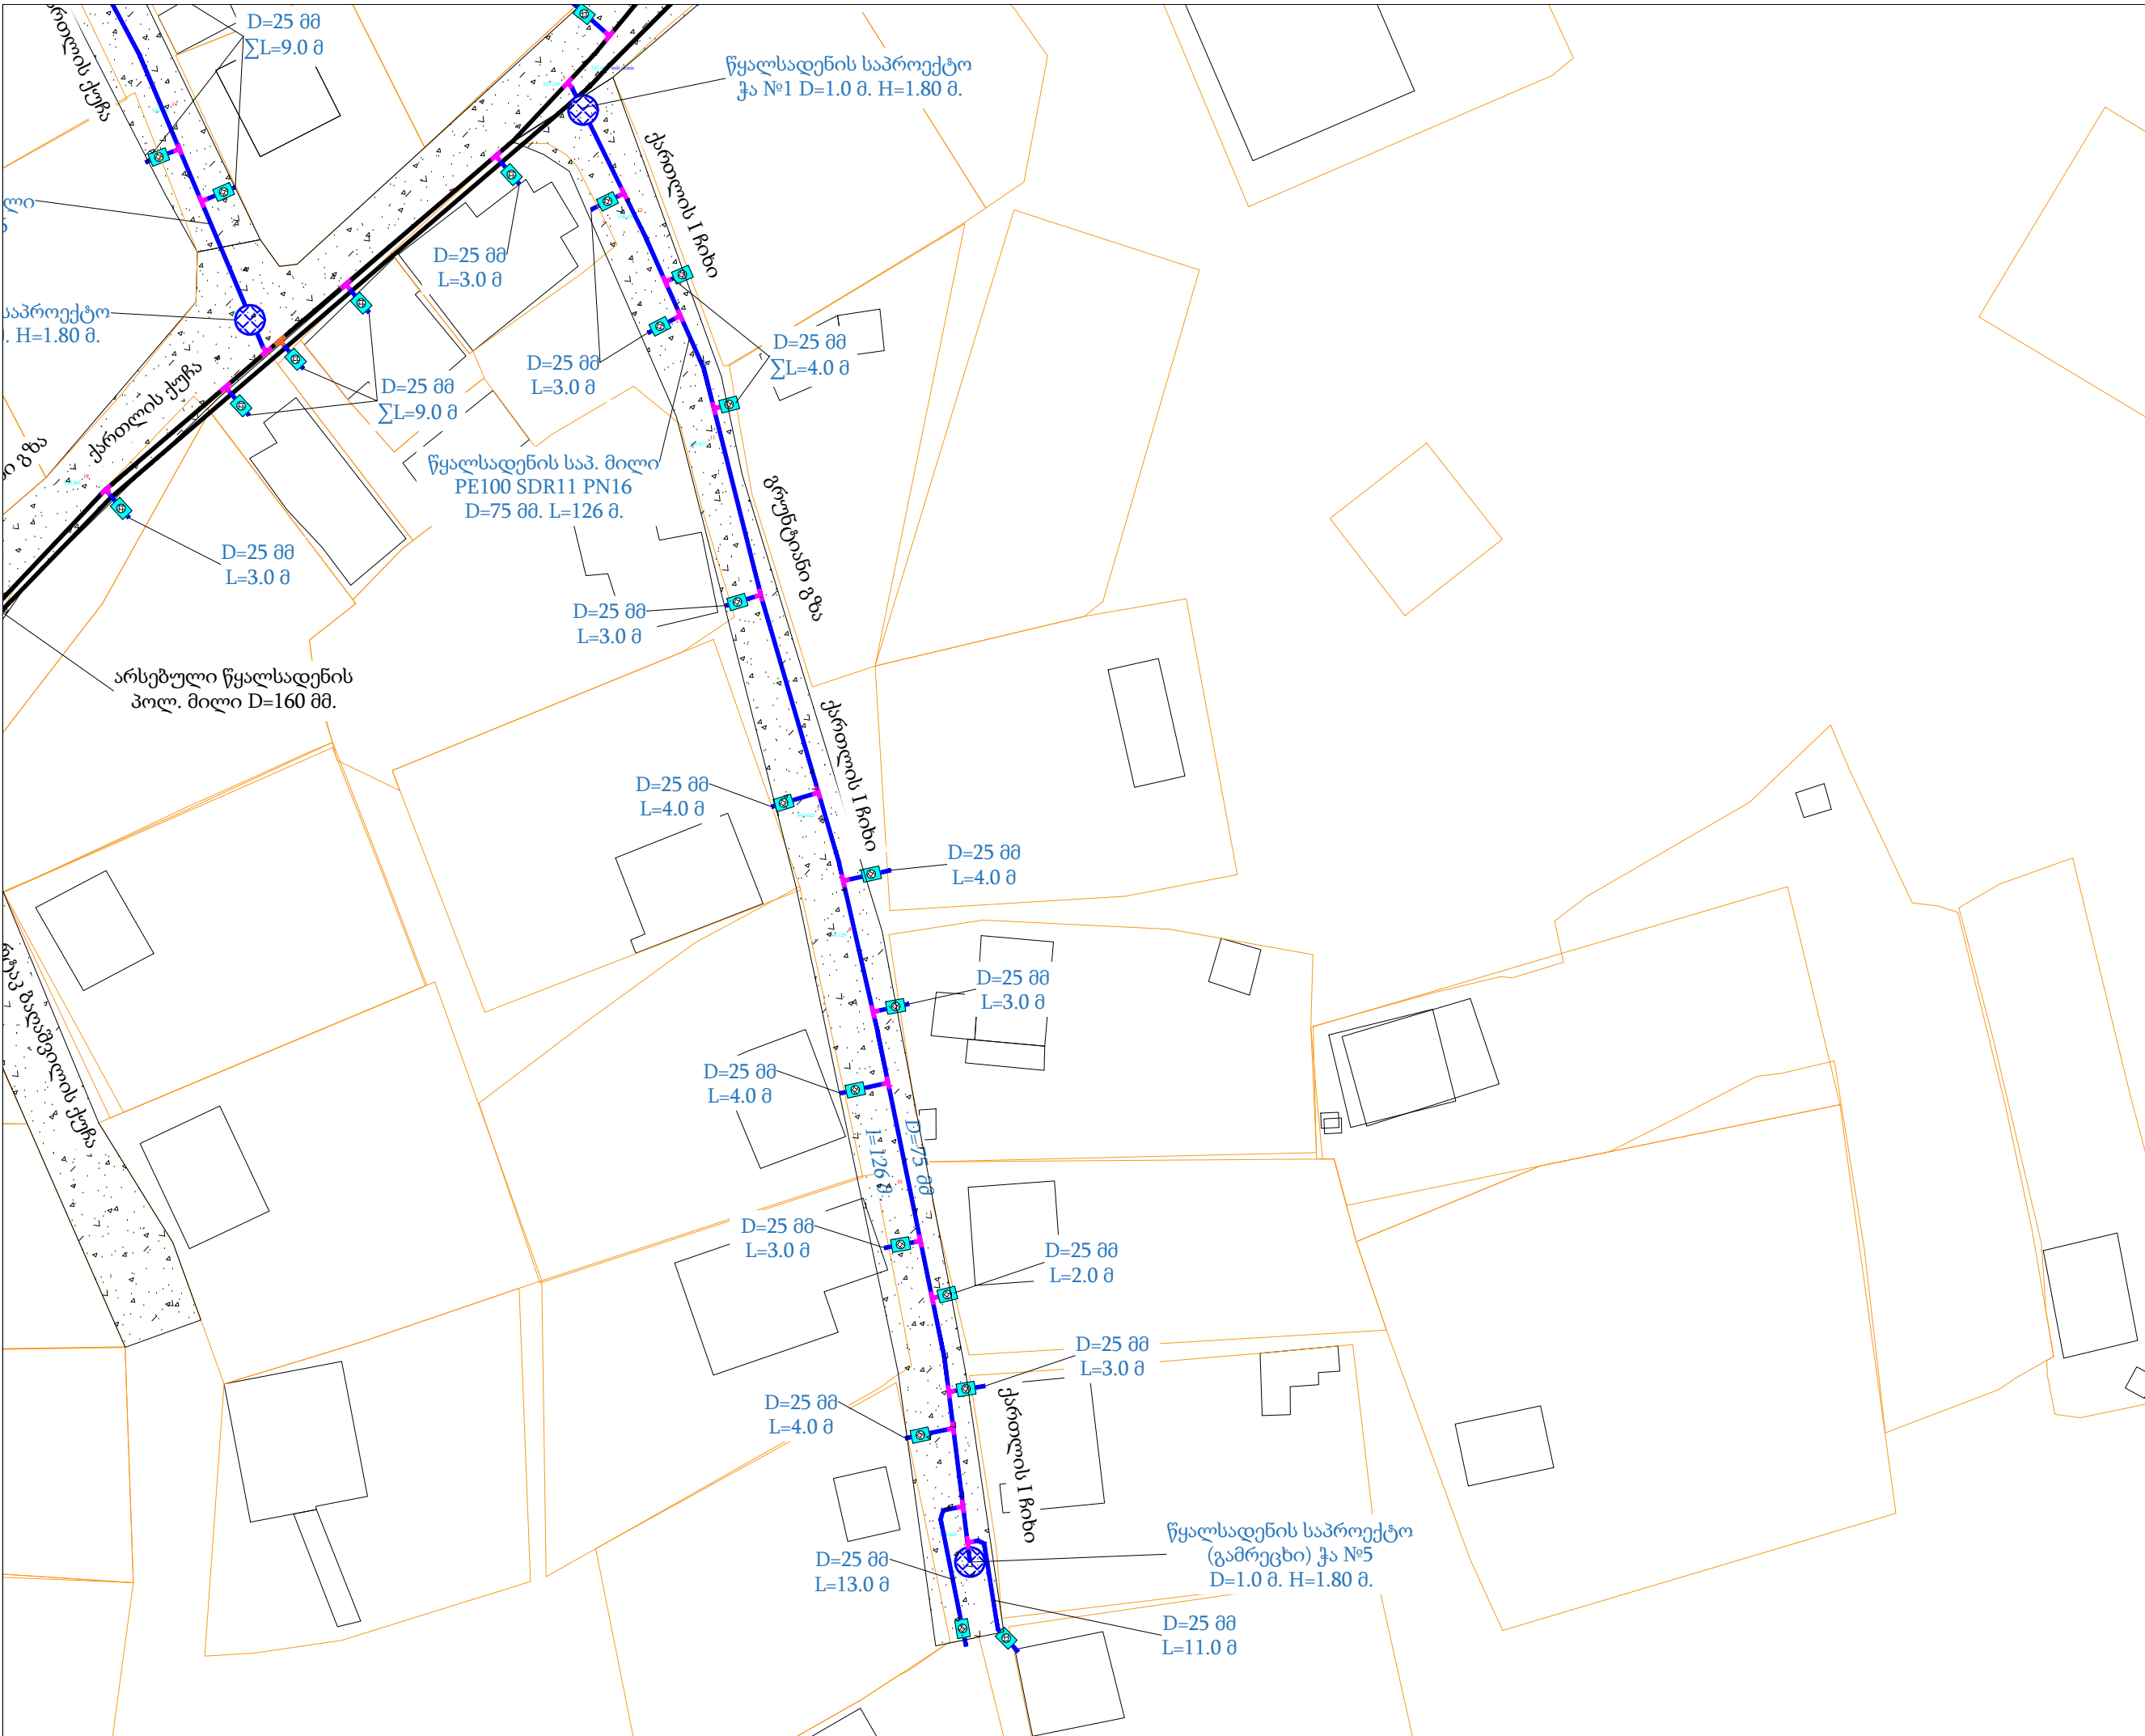 D=25 მმ
∑L=9.0 მ
წყალსადენის საპროექტო
ჭა №1 D=1.0 მ. H=1.80 მ.
ქართლის I ჩიხი
საპროექტო
H=1.80 მ.
D=25 მმ
L=3.0 მ
D=25 მმ
L=3.0 მ
D=25 მმ
∑L=4.0 მ
D=25 მმ
∑L=9.0 მ
ქართლის ქუჩა
გზა
წყალსადენის საპ. მილი
PE100 SDR11 PN16
D=75 მმ. L=126 მ.
გრუნტიანი გზა
D=25 მმ
L=3.0 მ
D=25 მმ
L=3.0 მ
არსებული წყალსადენის
პოლ. მილი D=160 მმ.
ქართლის I ჩიხი
D=25 მმ
L=4.0 მ
D=25 მმ
L=4.0 მ
D=25 მმ
L=3.0 მ
D=25 მმ
L=4.0 მ
ქუჩა
D=75 მმ
l=126 მ.
D=25 მმ
L=3.0 მ
D=25 მმ
L=2.0 მ
D=25 მმ
L=3.0 მ
D=25 მმ
L=4.0 მ
ქართლის I ჩიხი
წყალსადენის საპროექტო
(გამრეცხი) ჭა №5
D=1.0 მ. H=1.80 მ.
D=25 მმ
L=13.0 მ
D=25 მმ
L=11.0 მ